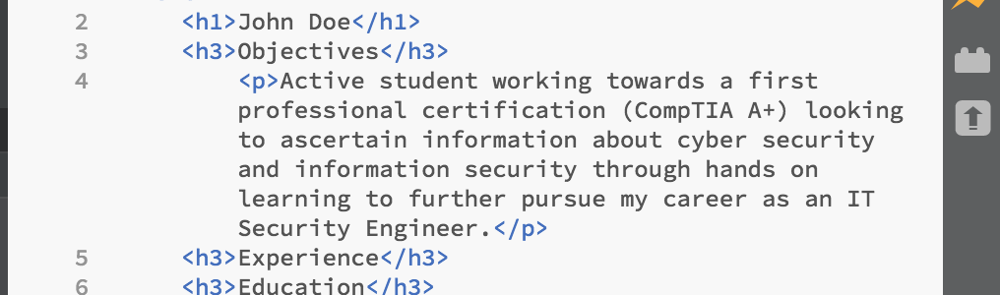 2 <h1>John Doe</h1>
3 <h3>Objectives</h3>
4 <p>Active student working towards a first
professional certification (CompTIA A+) looking
to ascertain information about cyber security
and information security through hands on
learning to further pursue my career as an IT
Security Engineer.</p>
5 <h3>Experience</h3>
6 <h3>Education</h3>